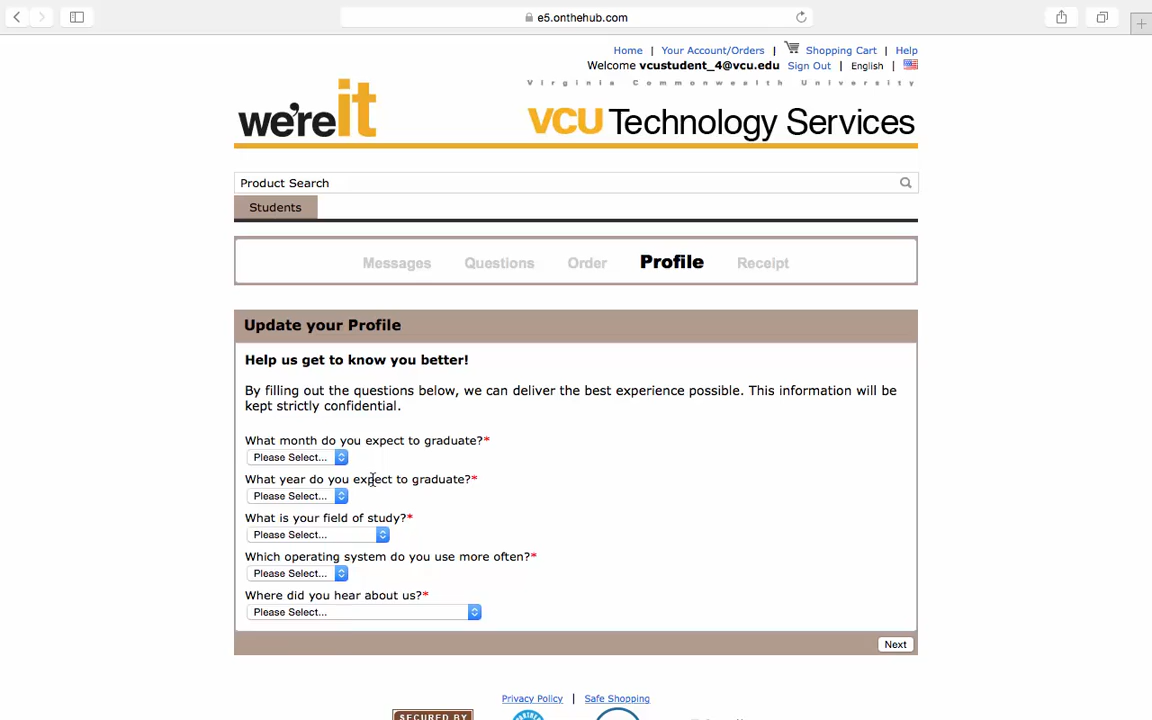 e5.onthehub.com
Home | Your Account/Orders | Shopping Cart | Help
Welcome vcustudent_4@vcu.edu Sign Out | English |
Virginia Commonwealth University
we're it
VCU Technology Services
Product Search
Students
Messages Questions Order Profile Receipt
Update your Profile
Help us get to know you better!
By filling out the questions below, we can deliver the best experience possible. This information will be
kept strictly confidential.
What month do you expect to graduate?*
Please Select...
What year do you expect to graduate?*
Please Select...
What is your field of study?*
Please Select...
Which operating system do you use more often?*
Please Select...
Where did you hear about us?*
Please Select...
Next
Privacy Policy | Safe Shopping
SECURED BY